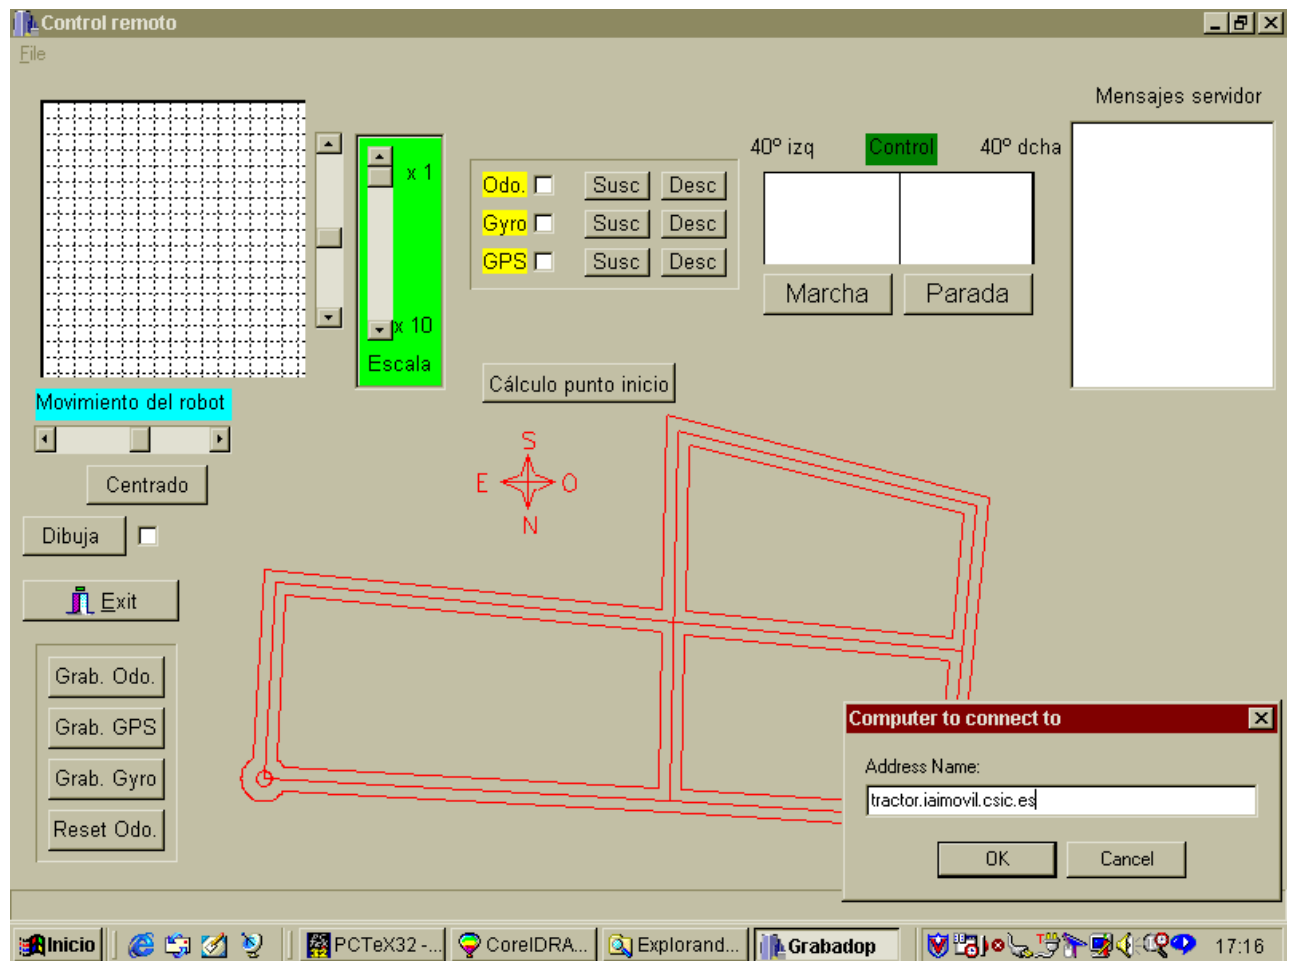 Control remoto
File
Mensajes servidor
40º izq
Control
40º dcha
x 1
x 10
Escala
Odo.
Susc
Desc
Gyro
Susc
Desc
GPS
Susc
Desc
Marcha
Parada
Cálculo punto inicio
Movimiento del robot
Centrado
S
E
O
N
Dibuja
Exit
Grab. Odo.
Grab. GPS
Grab. Gyro
Reset Odo.
Computer to connect to
Address Name:
tractor.iaimovil.csic.es
OK
Cancel
Inicio
PCTeX32 -...
CorelDRA...
Explorand...
Grabadop
17:16